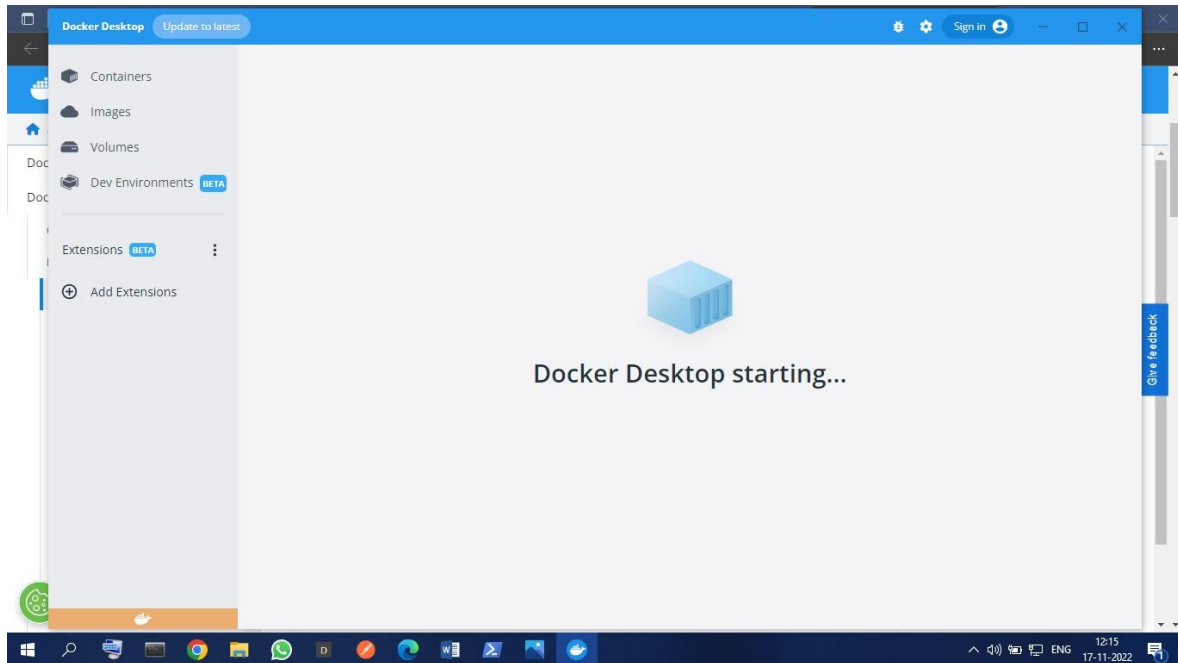 Docker Desktop Update to latest
Sign in
Containers
Images
Volumes
Doc
Dev Environments BETA
Doc
Extensions BETA
Add Extensions
Give feedback
Docker Desktop starting...
D
ENG
12:15
17-11-2022
1